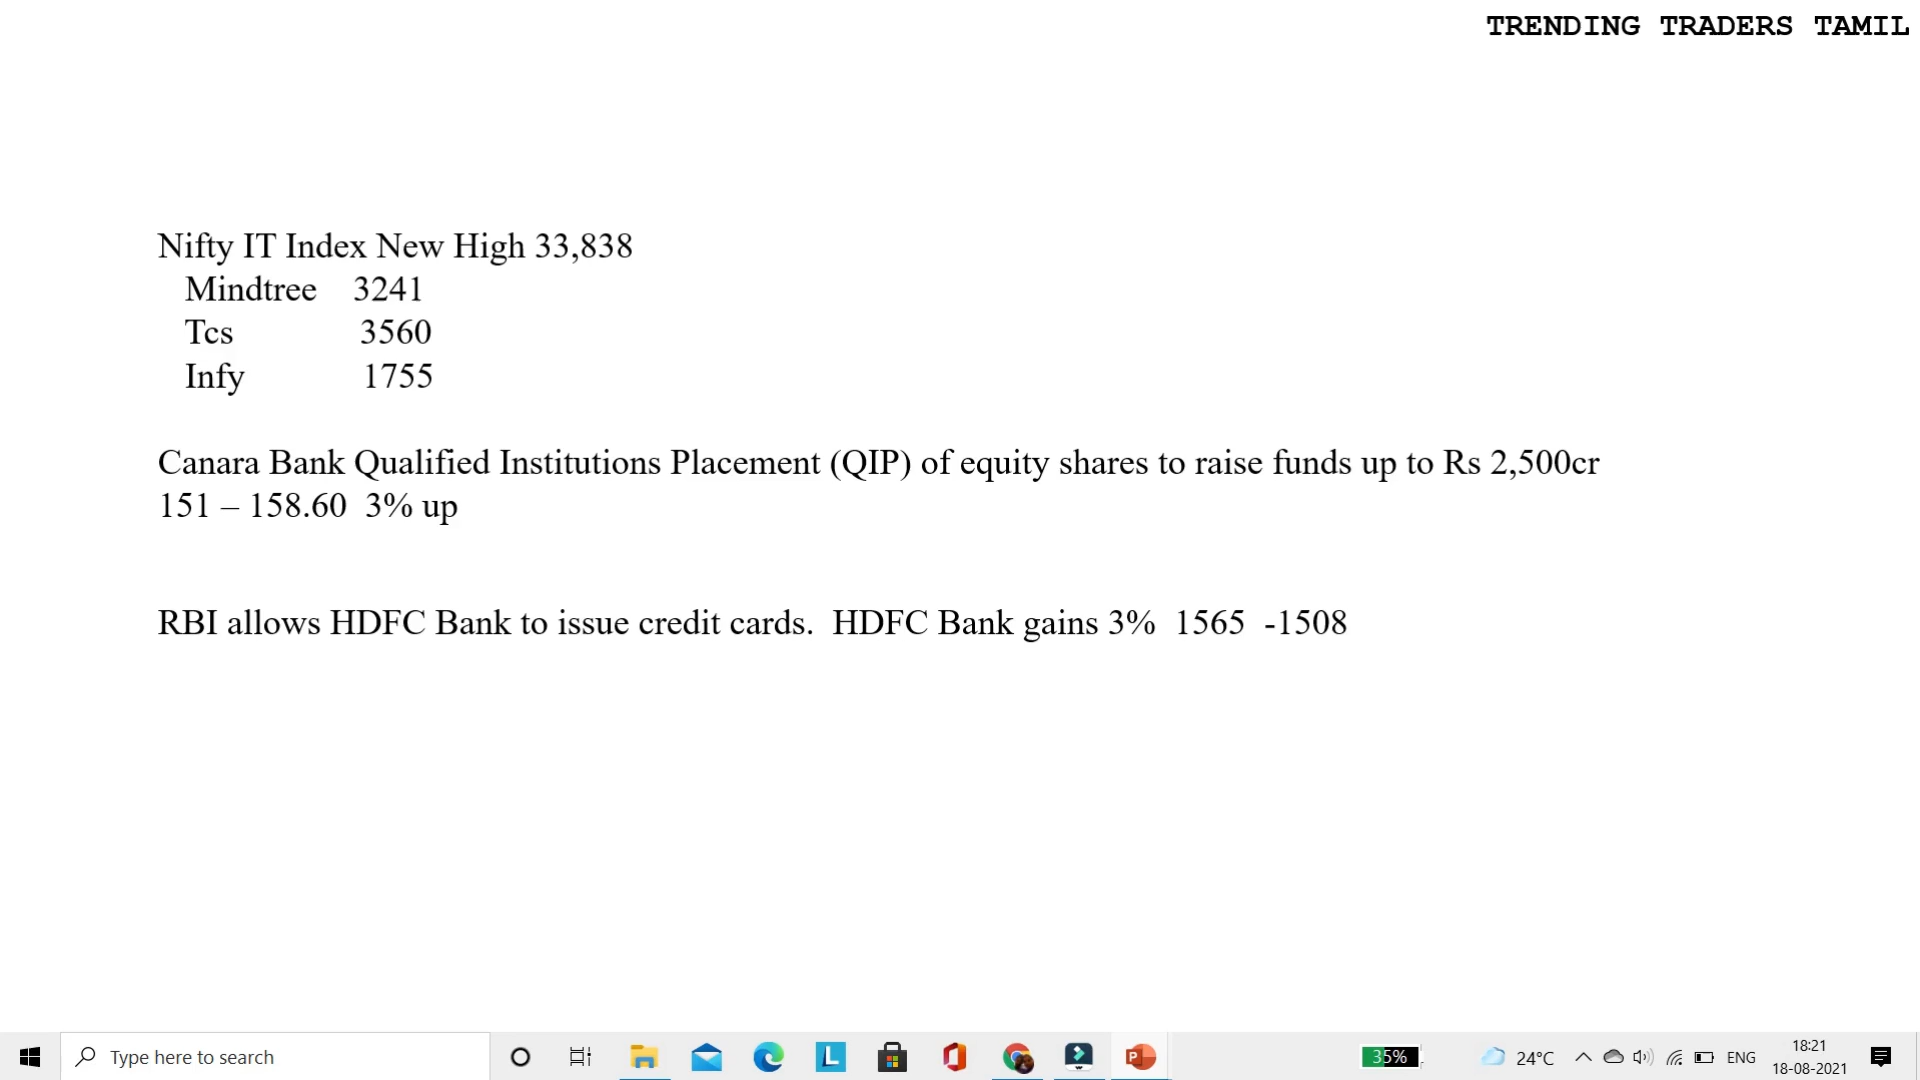 TRENDING TRADERS TAMIL
Nifty IT Index New High 33,838
Mindtree 3241
Tcs 3560
Infy 1755
Canara Bank Qualified Institutions Placement (QIP) of equity shares to raise funds up to Rs 2,500cr
151 – 158.60 3% up
RBI allows HDFC Bank to issue credit cards. HDFC Bank gains 3% 1565 -1508
Type here to search
L
P
35%
24°C
ENG
18:21
18-08-2021